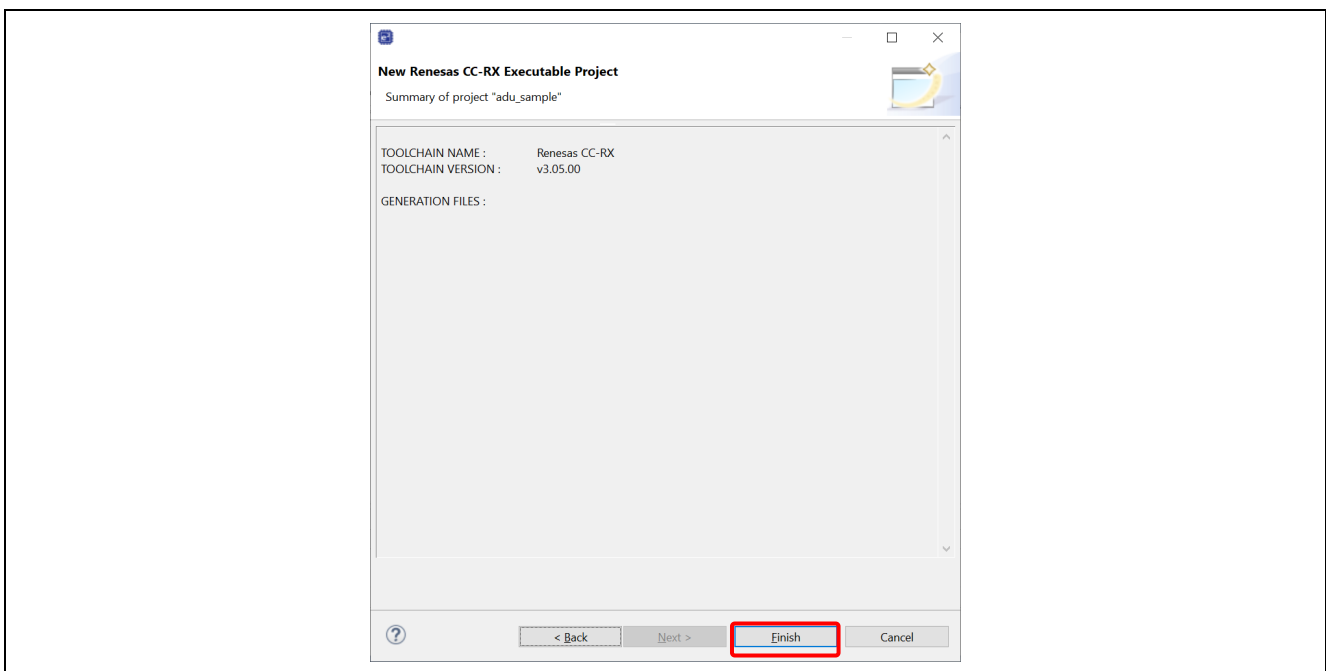 New Renesas CC-RX Executable Project
Summary of project "adu_sample"
TOOLCHAIN NAME : Renesas CC-RX
TOOLCHAIN VERSION : v3.05.00
GENERATION FILES :
< Back Next > Finish Cancel